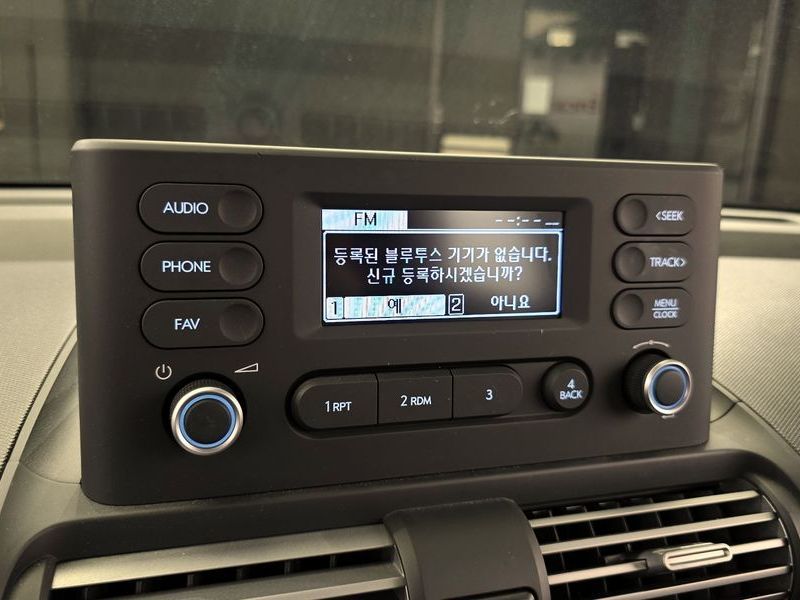 AUDIO
PHONE
FAV
FM
--:-- --
등록된 블루투스 기기가 없습니다.
신규 등록하시겠습니까?
1 예 2 아니요
<SEEK
TRACK>
MENU
CLOCK
1 RPT
2 RDM
3
4
BACK